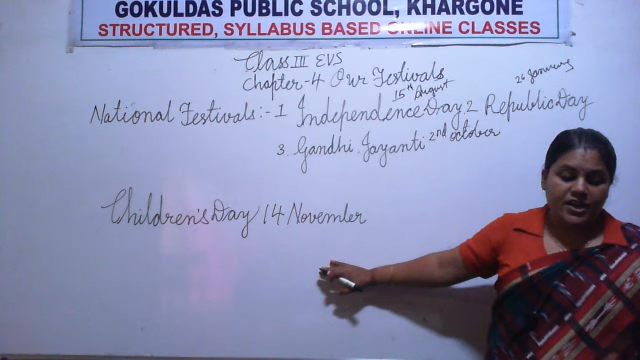 GOKULDAS PUBLIC SCHOOL, KHARGONE
STRUCTURED, SYLLABUS BASED ONLINE CLASSES
Class III EVS
Chapter-4 Our Festivals
15th August 26 January
National Festivals:- 1 Independence Day 2 Republic Day
3. Gandhi Jayanti 2nd october
Children's Day 14 November